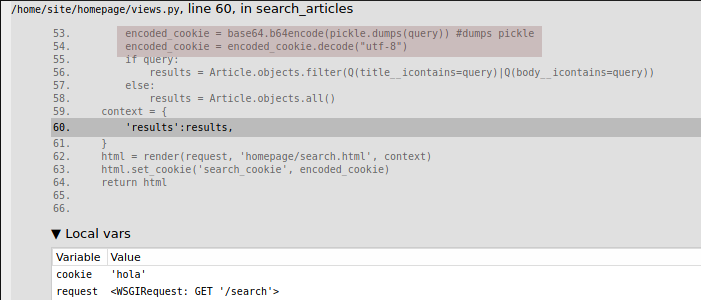 /home/site/homepage/views.py, line 60, in search_articles
53. encoded_cookie = base64.b64encode(pickle.dumps(query)) #dumps pickle
54. encoded_cookie = encoded_cookie.decode("utf-8")
55. if query:
56. results = Article.objects.filter(Q(title__icontains=query)|Q(body__icontains=query))
57. else:
58. results = Article.objects.all()
59. context = {
60. 'results':results,
61. }
62. html = render(request, 'homepage/search.html', context)
63. html.set_cookie('search_cookie', encoded_cookie)
64. return html
65.
66.
▼ Local vars
Variable Value
cookie 'hola'
request <WSGIRequest: GET '/search'>